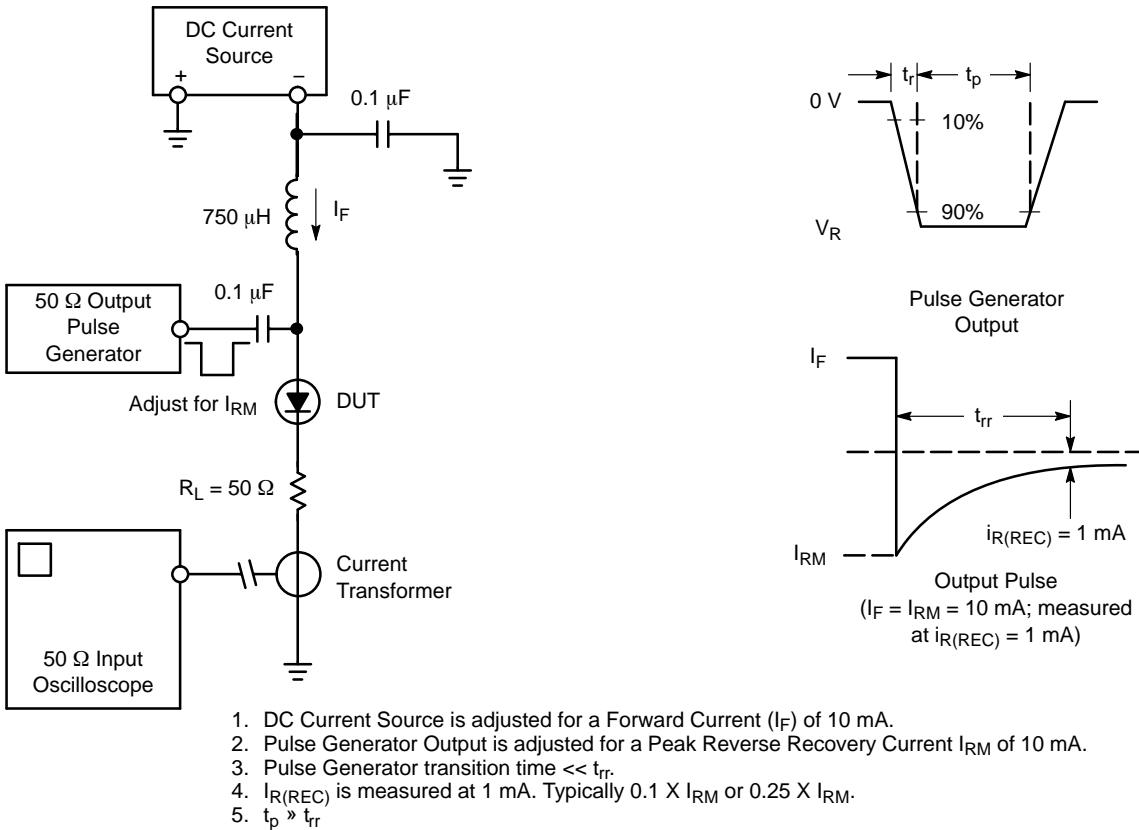 DC Current
Source
+ −
0.1 μF
750 μH
I_F
50 Ω Output
Pulse
Generator
0.1 μF
Adjust for I_RM
DUT
R_L = 50 Ω
Current
Transformer
50 Ω Input
Oscilloscope
t_r t_p
0 V
10%
90%
V_R
Pulse Generator
Output
I_F
t_rr
i_R(REC) = 1 mA
I_RM
Output Pulse
(I_F = I_RM = 10 mA; measured
at i_R(REC) = 1 mA)
1. DC Current Source is adjusted for a Forward Current (I_F) of 10 mA.
2. Pulse Generator Output is adjusted for a Peak Reverse Recovery Current I_RM of 10 mA.
3. Pulse Generator transition time << t_rr.
4. I_R(REC) is measured at 1 mA. Typically 0.1 X I_RM or 0.25 X I_RM.
5. t_p » t_rr